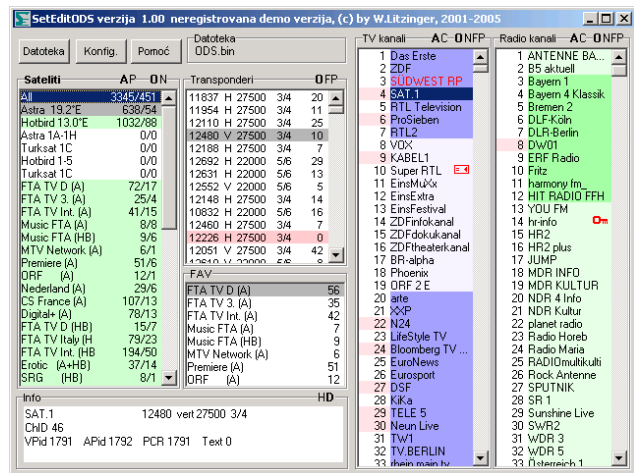 SetEditODS verzija 1.00 neregistrovana demo verzija, (c) by W.Litzinger, 2001-2005
Datoteka
Konfig.
Pomoć
Datoteka
ODS.bin
Sateliti AP ON
All 3345/451
Astra 19.2°E 638/54
Hotbird 13.0°E 1032/88
Astra 1A-1H 0/0
Turksat 1C 0/0
Hotbird 1-5 0/0
Turksat 1C 0/0
FTA TV D (A) 72/17
FTA TV 3. (A) 25/4
FTA TV Int. (A) 41/15
Music FTA (A) 8/8
Music FTA (HB) 9/6
MTV Network (A) 6/1
Premiere (A) 51/6
ORF (A) 12/1
Nederland (A) 29/6
CS France (A) 107/13
Digital+ (A) 78/13
FTA TV D (HB) 15/7
FTA TV Italy (H 79/23
FTA TV Int. (HB 194/50
Erotic (A+HB) 37/14
SRG (HB) 8/1
Transponderi 0FP
11837 H 27500 3/4 20
11954 H 27500 3/4 11
12110 H 27500 3/4 25
12480 V 27500 3/4 10
12188 H 27500 3/4 7
12692 H 22000 5/6 29
12631 H 22000 5/6 13
12552 V 22000 5/6 5
12148 H 27500 3/4 14
10832 H 22000 5/6 16
12460 H 27500 3/4 7
12226 H 27500 3/4 0
12051 V 27500 3/4 42
FAV
FTA TV D (A) 56
FTA TV 3. (A) 35
FTA TV Int. (A) 42
Music FTA (A) 7
Music FTA (HB) 9
MTV Network (A) 6
Premiere (A) 51
ORF (A) 12
TV kanali AC ONFP
1 Das Erste
2 ZDF
3 SÜDWEST RP
4 SAT.1
5 RTL Television
6 ProSieben
7 RTL2
8 VOX
9 KABEL1
10 Super RTL
11 EinsMuXx
12 EinsExtra
13 EinsFestival
14 ZDFinfokanal
15 ZDFdokukanal
16 ZDFtheaterkanal
17 BR-alpha
18 Phoenix
19 ORF 2 E
20 arte
21 XXP
22 N24
23 LifeStyle TV
24 Bloomberg TV ...
25 EuroNews
26 Eurosport
27 DSF
28 KiKa
29 TELE 5
30 Neun Live
31 TW1
32 TV.BERLIN
33 rhein main tv
Radio kanali AC ONFP
1 ANTENNE BA...
2 B5 aktuell
3 Bayern 1
4 Bayern 4 Klassik
5 Bremen 2
6 DLF-Köln
7 DLR-Berlin
8 DW01
9 ERF Radio
10 Fritz
11 harmony fm_
12 HIT RADIO FFH
13 YOU FM
14 hr-info
15 HR2
16 HR2 plus
17 JUMP
18 MDR INFO
19 MDR KULTUR
20 NDR 4 Info
21 NDR Kultur
22 planet radio
23 Radio Horeb
24 Radio Maria
25 RADIOmultikulti
26 Rock Antenne
27 SPUTNIK
28 SR 1
29 Sunshine Live
30 SWR2
31 WDR 3
32 WDR 5
33 Österreich 1
Info HD
SAT.1 12480 vert 27500 3/4
ChID 46
VPid 1791 APid 1792 PCR 1791 Text 0